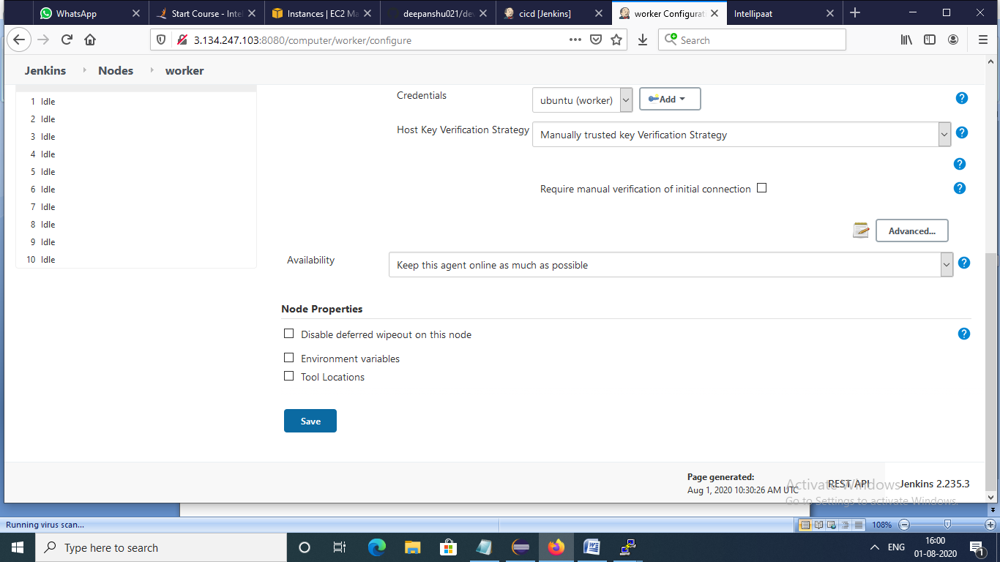 WhatsApp
Start Course - Intel
Instances | EC2 Ma
deepanshu021/de
cicd [Jenkins]
worker Configurat
Intellipaat
3.134.247.103:8080/computer/worker/configure
Search
Jenkins
Nodes
worker
1 Idle
2 Idle
3 Idle
4 Idle
5 Idle
6 Idle
7 Idle
8 Idle
9 Idle
10 Idle
Credentials
ubuntu (worker)
Add
Host Key Verification Strategy
Manually trusted key Verification Strategy
Require manual verification of initial connection
Advanced...
Availability
Keep this agent online as much as possible
Node Properties
Disable deferred wipeout on this node
Environment variables
Tool Locations
Save
Page generated:
Aug 1, 2020 10:30:26 AM UTC
REST API
Jenkins 2.235.3
Activate Windows
Go to Settings to activate Windows.
Running virus scan...
108%
Type here to search
ENG
16:00
01-08-2020
1